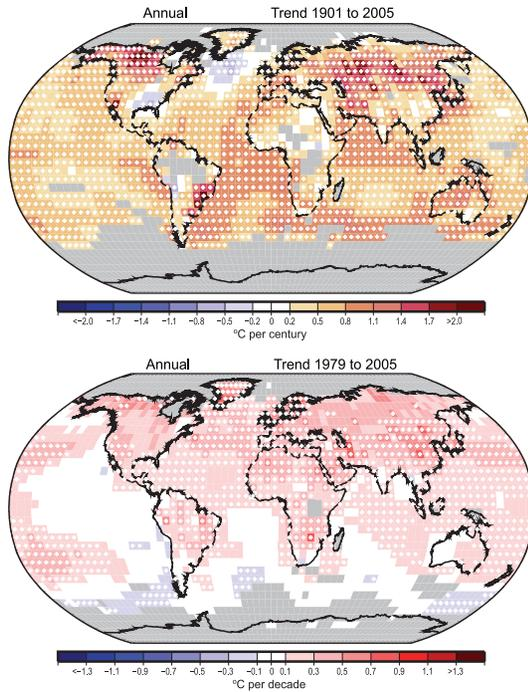 Annual Trend 1901 to 2005
<-2.0 -1.7 -1.4 -1.1 -0.8 -0.5 -0.2 0 0.2 0.5 0.8 1.1 1.4 1.7 >2.0
°C per century
Annual Trend 1979 to 2005
<-1.3 -1.1 -0.9 -0.7 -0.5 -0.3 -0.1 0 0.1 0.3 0.5 0.7 0.9 1.1 >1.3
°C per decade